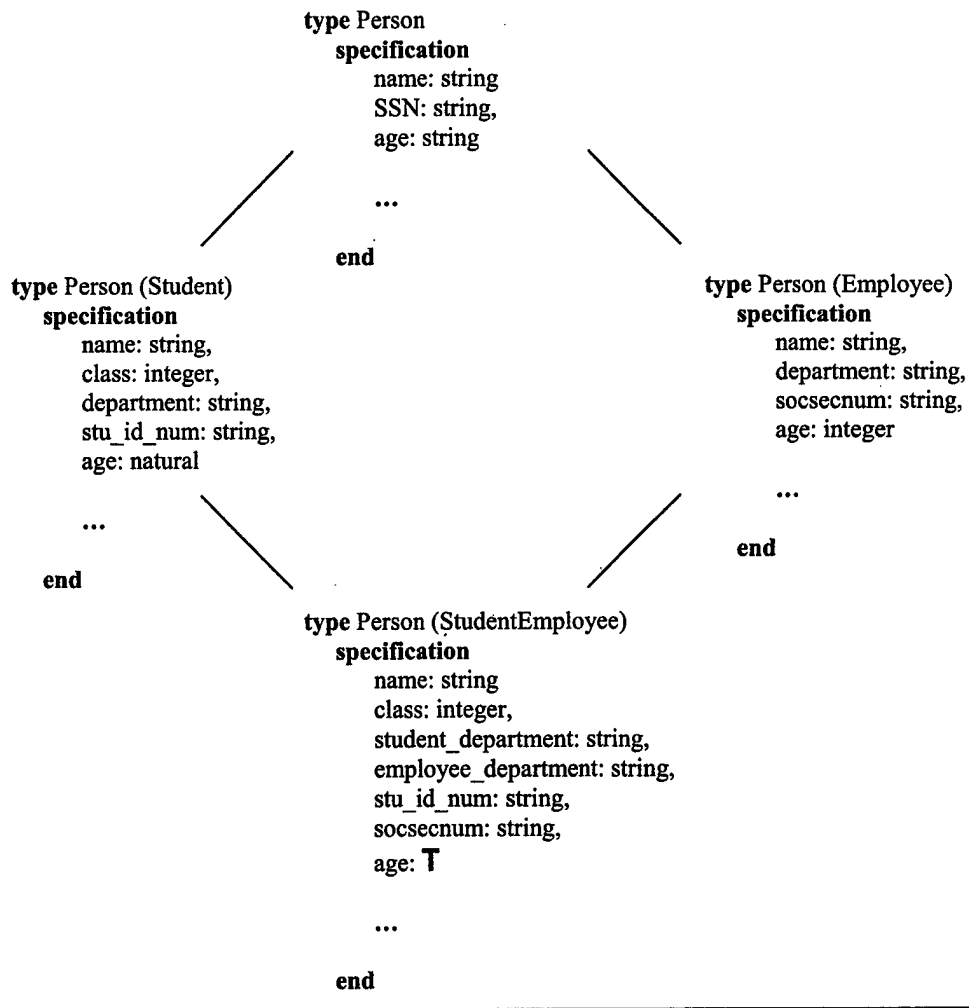 type Person
specification
name: string
SSN: string,
age: string
...
end
type Person (Student)
specification
name: string,
class: integer,
department: string,
stu_id_num: string,
age: natural
...
end
type Person (Employee)
specification
name: string,
department: string,
socsecnum: string,
age: integer
...
end
type Person (StudentEmployee)
specification
name: string
class: integer,
student_department: string,
employee_department: string,
stu_id_num: string,
socsecnum: string,
age: T
...
end